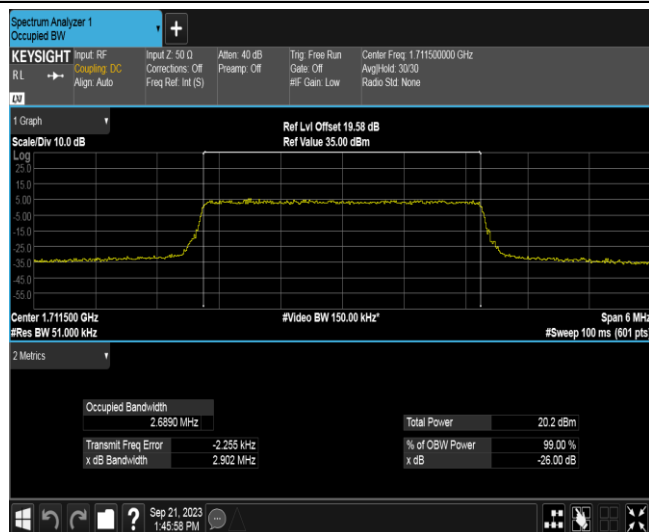 Spectrum Analyzer 1
Occupied BW
+
KEYSIGHT Input: RF Input Z: 50 Ω Atten: 40 dB Trig: Free Run Center Freq: 1.711500000 GHz
RL Coupling: DC Corrections: Off Preamp: Off Gate: Off Avg|Hold: 30/30
Align: Auto Freq Ref: Int (S) #IF Gain: Low Radio Std: None
LXI
1 Graph Ref Lvl Offset 19.58 dB
Scale/Div 10.0 dB Ref Value 35.00 dBm
Log
25.0
15.0
5.00
-5.00
-15.0
-25.0
-35.0
-45.0
-55.0
Center 1.711500 GHz #Video BW 150.00 kHz* Span 6 MHz
#Res BW 51.000 kHz #Sweep 100 ms (601 pts)
2 Metrics
Occupied Bandwidth
2.6890 MHz Total Power 20.2 dBm
Transmit Freq Error -2.255 kHz % of OBW Power 99.00 %
x dB Bandwidth 2.902 MHz x dB -26.00 dB
? Sep 21, 2023
1:45:58 PM